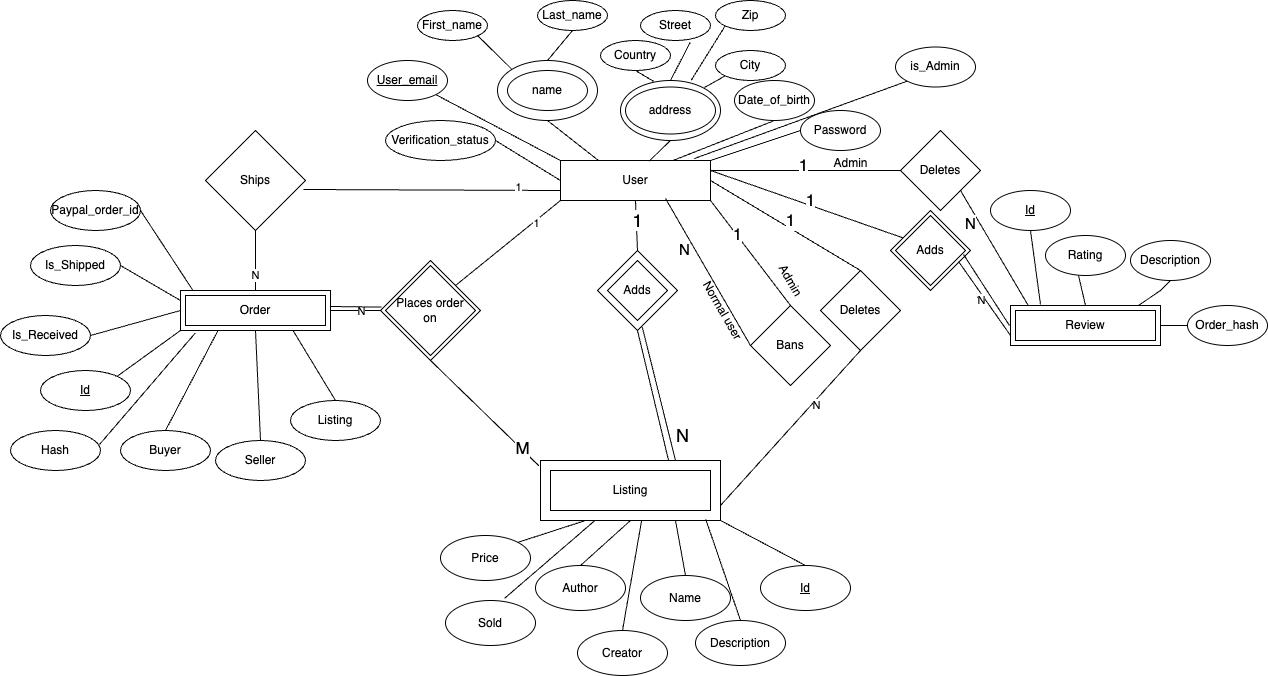 Last_name
Zip
First_name
Street
Country
City
is_Admin
User_email
name
Date_of_birth
address
Password
Verification_status
1
Admin
Deletes
Ships
User
1
1
Paypal_order_id
1
1
1
1
N
Id
N
Adds
Rating
Description
Is_Shipped
N
Admin
Adds
Normal user
N
Order
N
Places order
on
Deletes
Review
Order_hash
Is_Received
Bans
Id
N
Listing
Hash
Buyer
Seller
M
N
Listing
Price
Author
Name
Id
Sold
Creator
Description